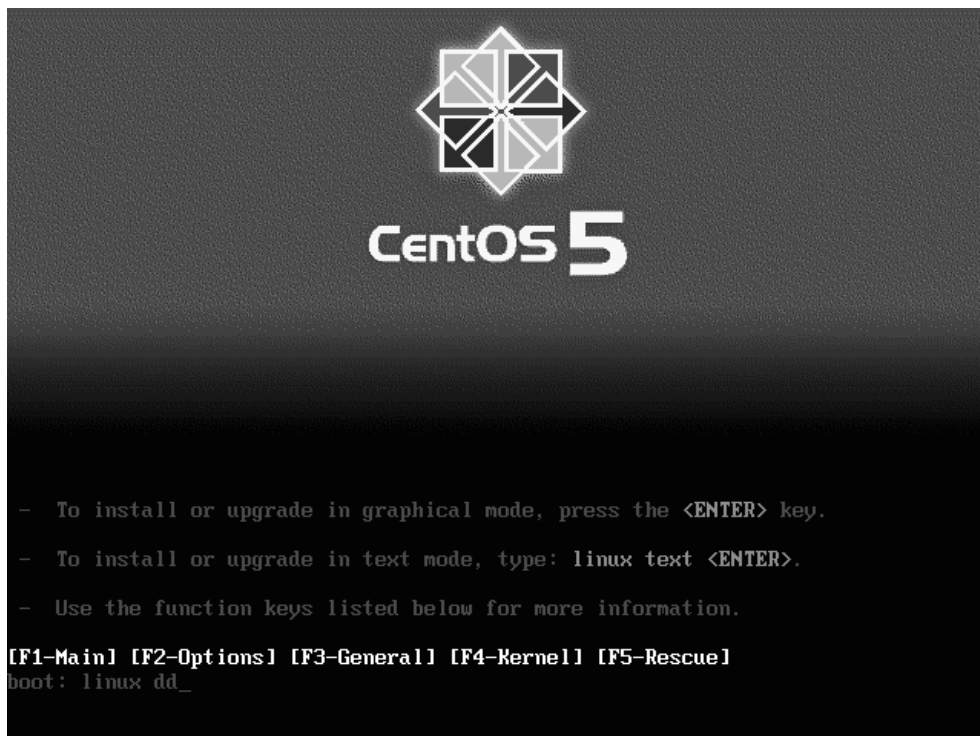 CentOS 5
-  To install or upgrade in graphical mode, press the <ENTER> key.
-  To install or upgrade in text mode, type: linux text <ENTER>.
-  Use the function keys listed below for more information.
[F1-Main] [F2-Options] [F3-General] [F4-Kernel] [F5-Rescue]
boot: linux dd_